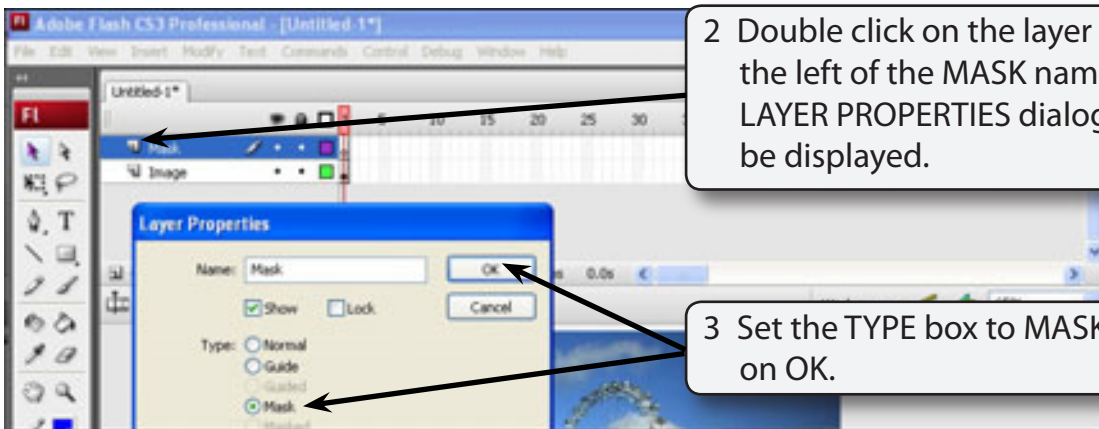 Adobe Flash CS3 Professional - [Untitled-1*]
File Edit View Insert Modify Text Commands Control Debug Window Help
Untitled-1*
Fl
5 10 15 20 25 30
Mask
Image
2 Double click on the layer
the left of the MASK nam
LAYER PROPERTIES dialog
be displayed.
Layer Properties
Name: Mask
OK
0.0s
Show
Lock
Cancel
Type: Normal
Guide
Guided
Mask
Masked
3 Set the TYPE box to MASK
on OK.